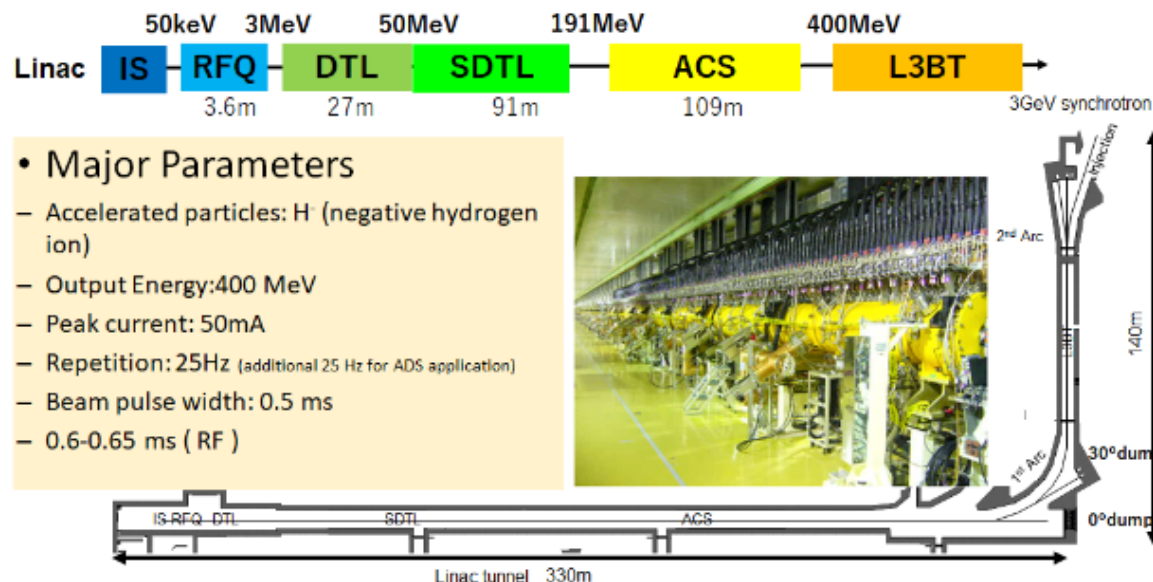 50keV 3MeV 50MeV 191MeV 400MeV
Linac IS RFQ DTL SDTL ACS L3BT
3.6m 27m 91m 109m
3GeV synchrotron
• Major Parameters
– Accelerated particles: H- (negative hydrogen
ion)
– Output Energy:400 MeV
– Peak current: 50mA
– Repetition: 25Hz (additional 25 Hz for ADS application)
– Beam pulse width: 0.5 ms
– 0.6-0.65 ms ( RF )
Injection
2nd Arc
L3BT
140m
1st Arc
30°dum
0°dump
IS RFQ DTL SDTL ACS
Linac tunnel 330m